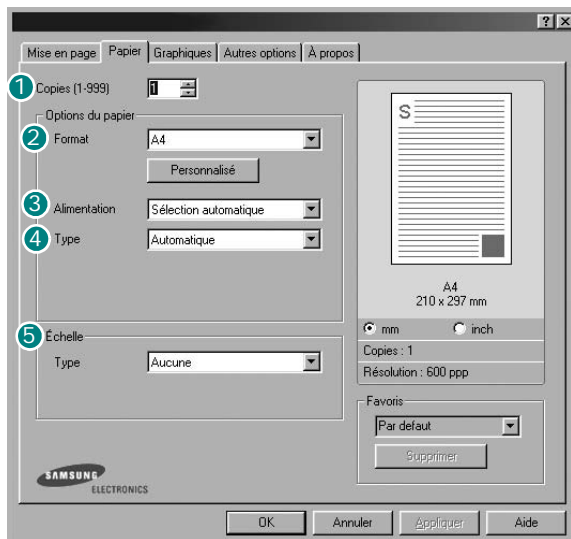 ? x
Mise en page Papier Graphiques Autres options À propos
1 Copies (1-999) 1
Options du papier
2 Format A4
Personnalisé
3 Alimentation Sélection automatique
4 Type Automatique
5 Échelle
Type Aucune
S
A4
210 x 297 mm
mm inch
Copies : 1
Résolution : 600 ppp
Favoris
Par defaut
Supprimer
SAMSUNG
ELECTRONICS
OK Annuler Appliquer Aide